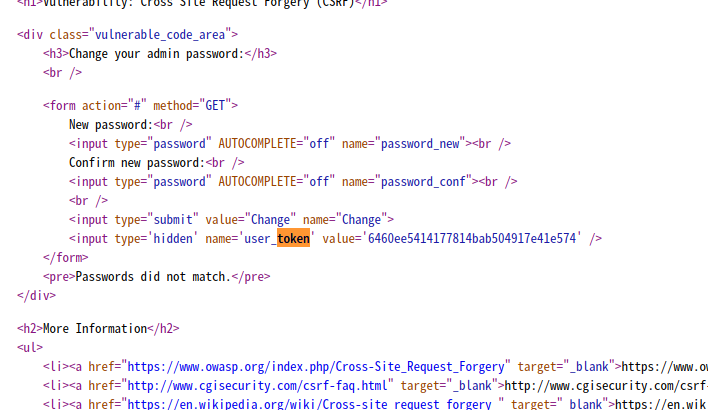 <h1>Vulnerability: Cross Site Request Forgery (CSRF)</h1>
<div class="vulnerable_code_area">
<h3>Change your admin password:</h3>
<br />
<form action="#" method="GET">
New password:<br />
<input type="password" AUTOCOMPLETE="off" name="password_new"><br />
Confirm new password:<br />
<input type="password" AUTOCOMPLETE="off" name="password_conf"><br />
<br />
<input type="submit" value="Change" name="Change">
<input type='hidden' name='user_token' value='6460ee5414177814bab504917e41e574' />
</form>
<pre>Passwords did not match.</pre>
</div>
<h2>More Information</h2>
<ul>
<li><a href="https://www.owasp.org/index.php/Cross-Site_Request_Forgery" target="_blank">https://www.ow
<li><a href="http://www.cgisecurity.com/csrf-faq.html" target="_blank">http://www.cgisecurity.com/csrf-
<li><a href="https://en.wikipedia.org/wiki/Cross-site_request_forgery " target="_blank">https://en.wik